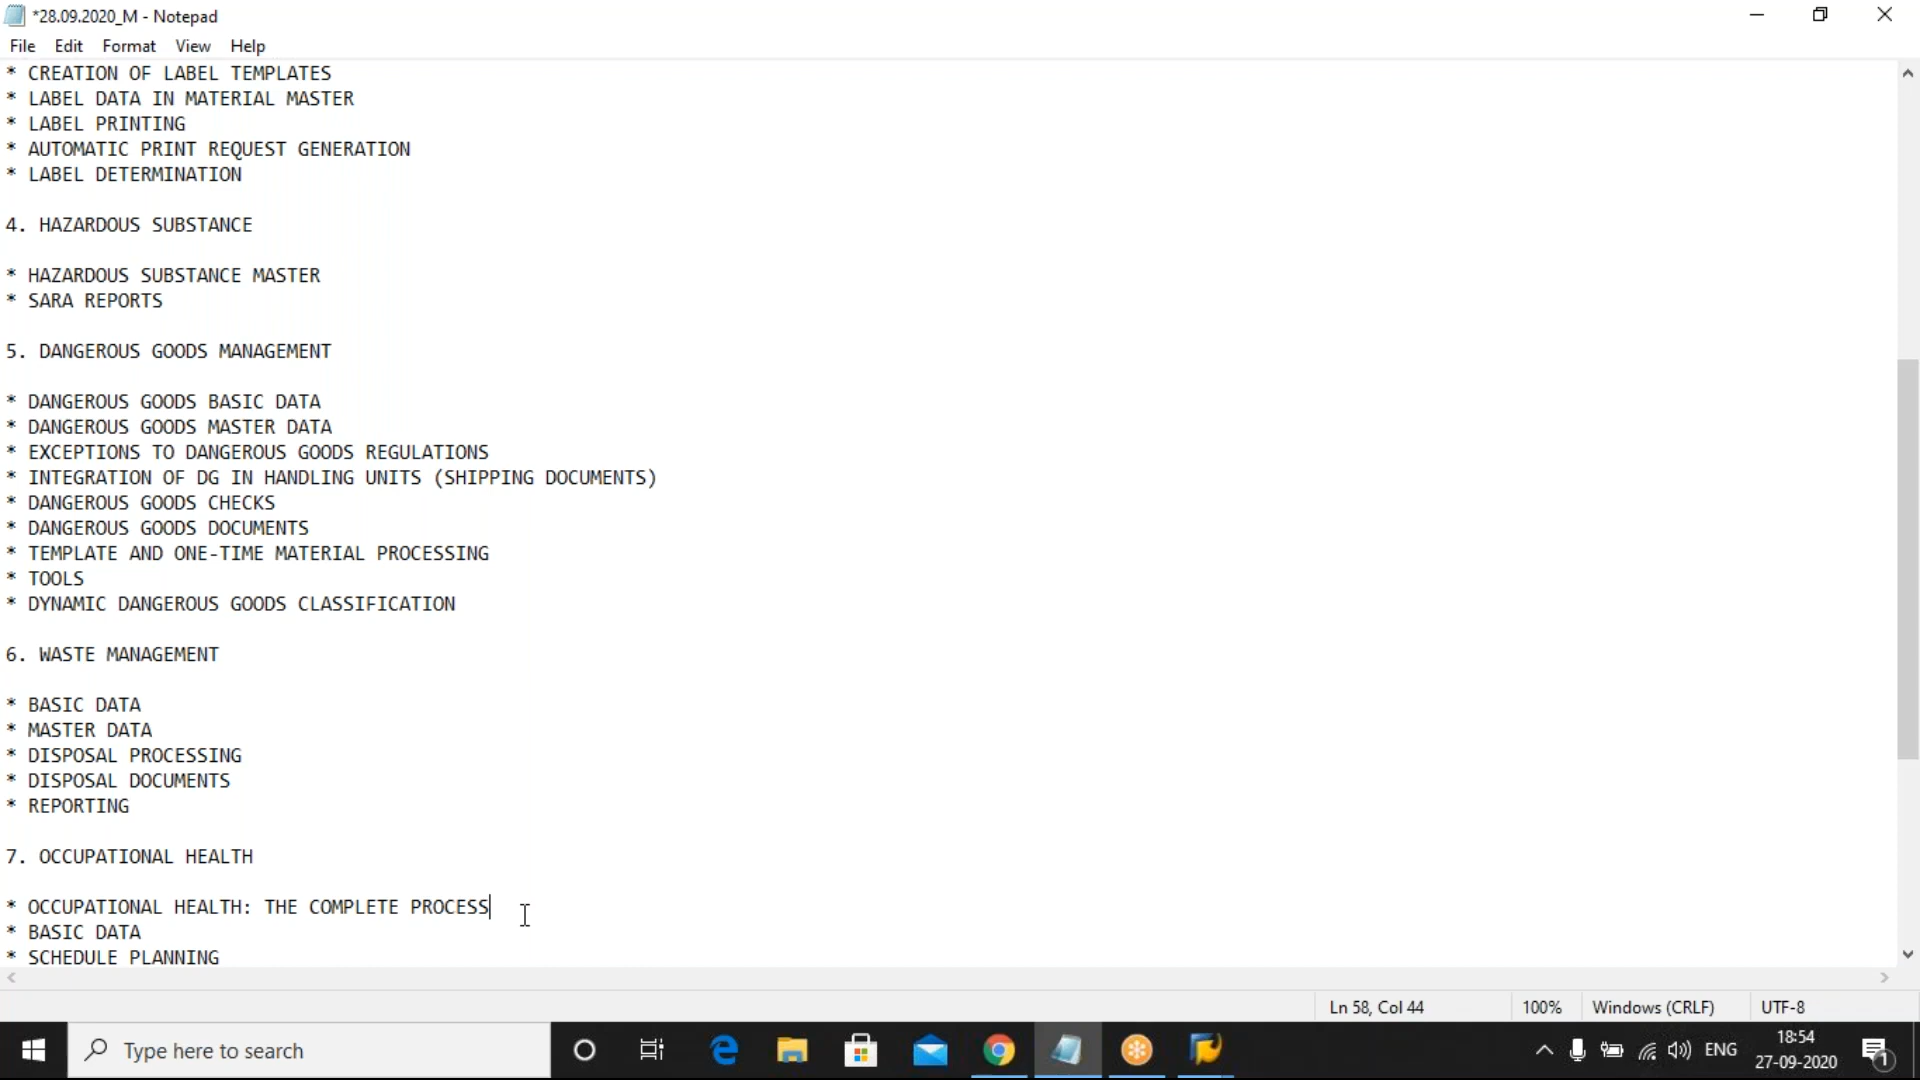 *28.09.2020_M - Notepad
File Edit Format View Help
* CREATION OF LABEL TEMPLATES
* LABEL DATA IN MATERIAL MASTER
* LABEL PRINTING
* AUTOMATIC PRINT REQUEST GENERATION
* LABEL DETERMINATION
4. HAZARDOUS SUBSTANCE
* HAZARDOUS SUBSTANCE MASTER
* SARA REPORTS
5. DANGEROUS GOODS MANAGEMENT
* DANGEROUS GOODS BASIC DATA
* DANGEROUS GOODS MASTER DATA
* EXCEPTIONS TO DANGEROUS GOODS REGULATIONS
* INTEGRATION OF DG IN HANDLING UNITS (SHIPPING DOCUMENTS)
* DANGEROUS GOODS CHECKS
* DANGEROUS GOODS DOCUMENTS
* TEMPLATE AND ONE-TIME MATERIAL PROCESSING
* TOOLS
* DYNAMIC DANGEROUS GOODS CLASSIFICATION
6. WASTE MANAGEMENT
* BASIC DATA
* MASTER DATA
* DISPOSAL PROCESSING
* DISPOSAL DOCUMENTS
* REPORTING
7. OCCUPATIONAL HEALTH
* OCCUPATIONAL HEALTH: THE COMPLETE PROCESS
* BASIC DATA
* SCHEDULE PLANNING
Ln 58, Col 44 100% Windows (CRLF) UTF-8
Type here to search
ENG
18:54
27-09-2020
1